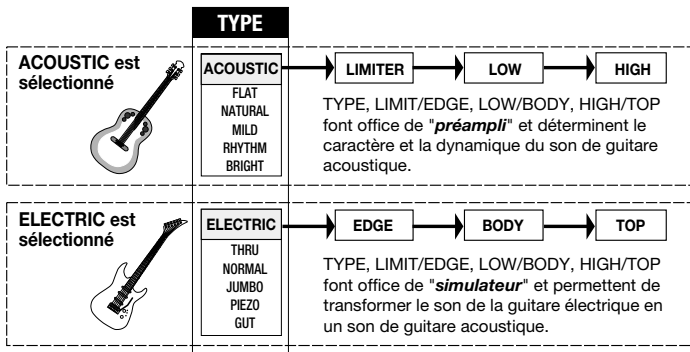 TYPE
ACOUSTIC est
sélectionné
ACOUSTIC
FLAT
NATURAL
MILD
RHYTHM
BRIGHT
LIMITER
LOW
HIGH
TYPE, LIMIT/EDGE, LOW/BODY, HIGH/TOP
font office de "préampli" et déterminent le
caractère et la dynamique du son de guitare
acoustique.
ELECTRIC est
sélectionné
ELECTRIC
THRU
NORMAL
JUMBO
PIEZO
GUT
EDGE
BODY
TOP
TYPE, LIMIT/EDGE, LOW/BODY, HIGH/TOP
font office de "simulateur" et permettent de
transformer le son de la guitare électrique en
un son de guitare acoustique.